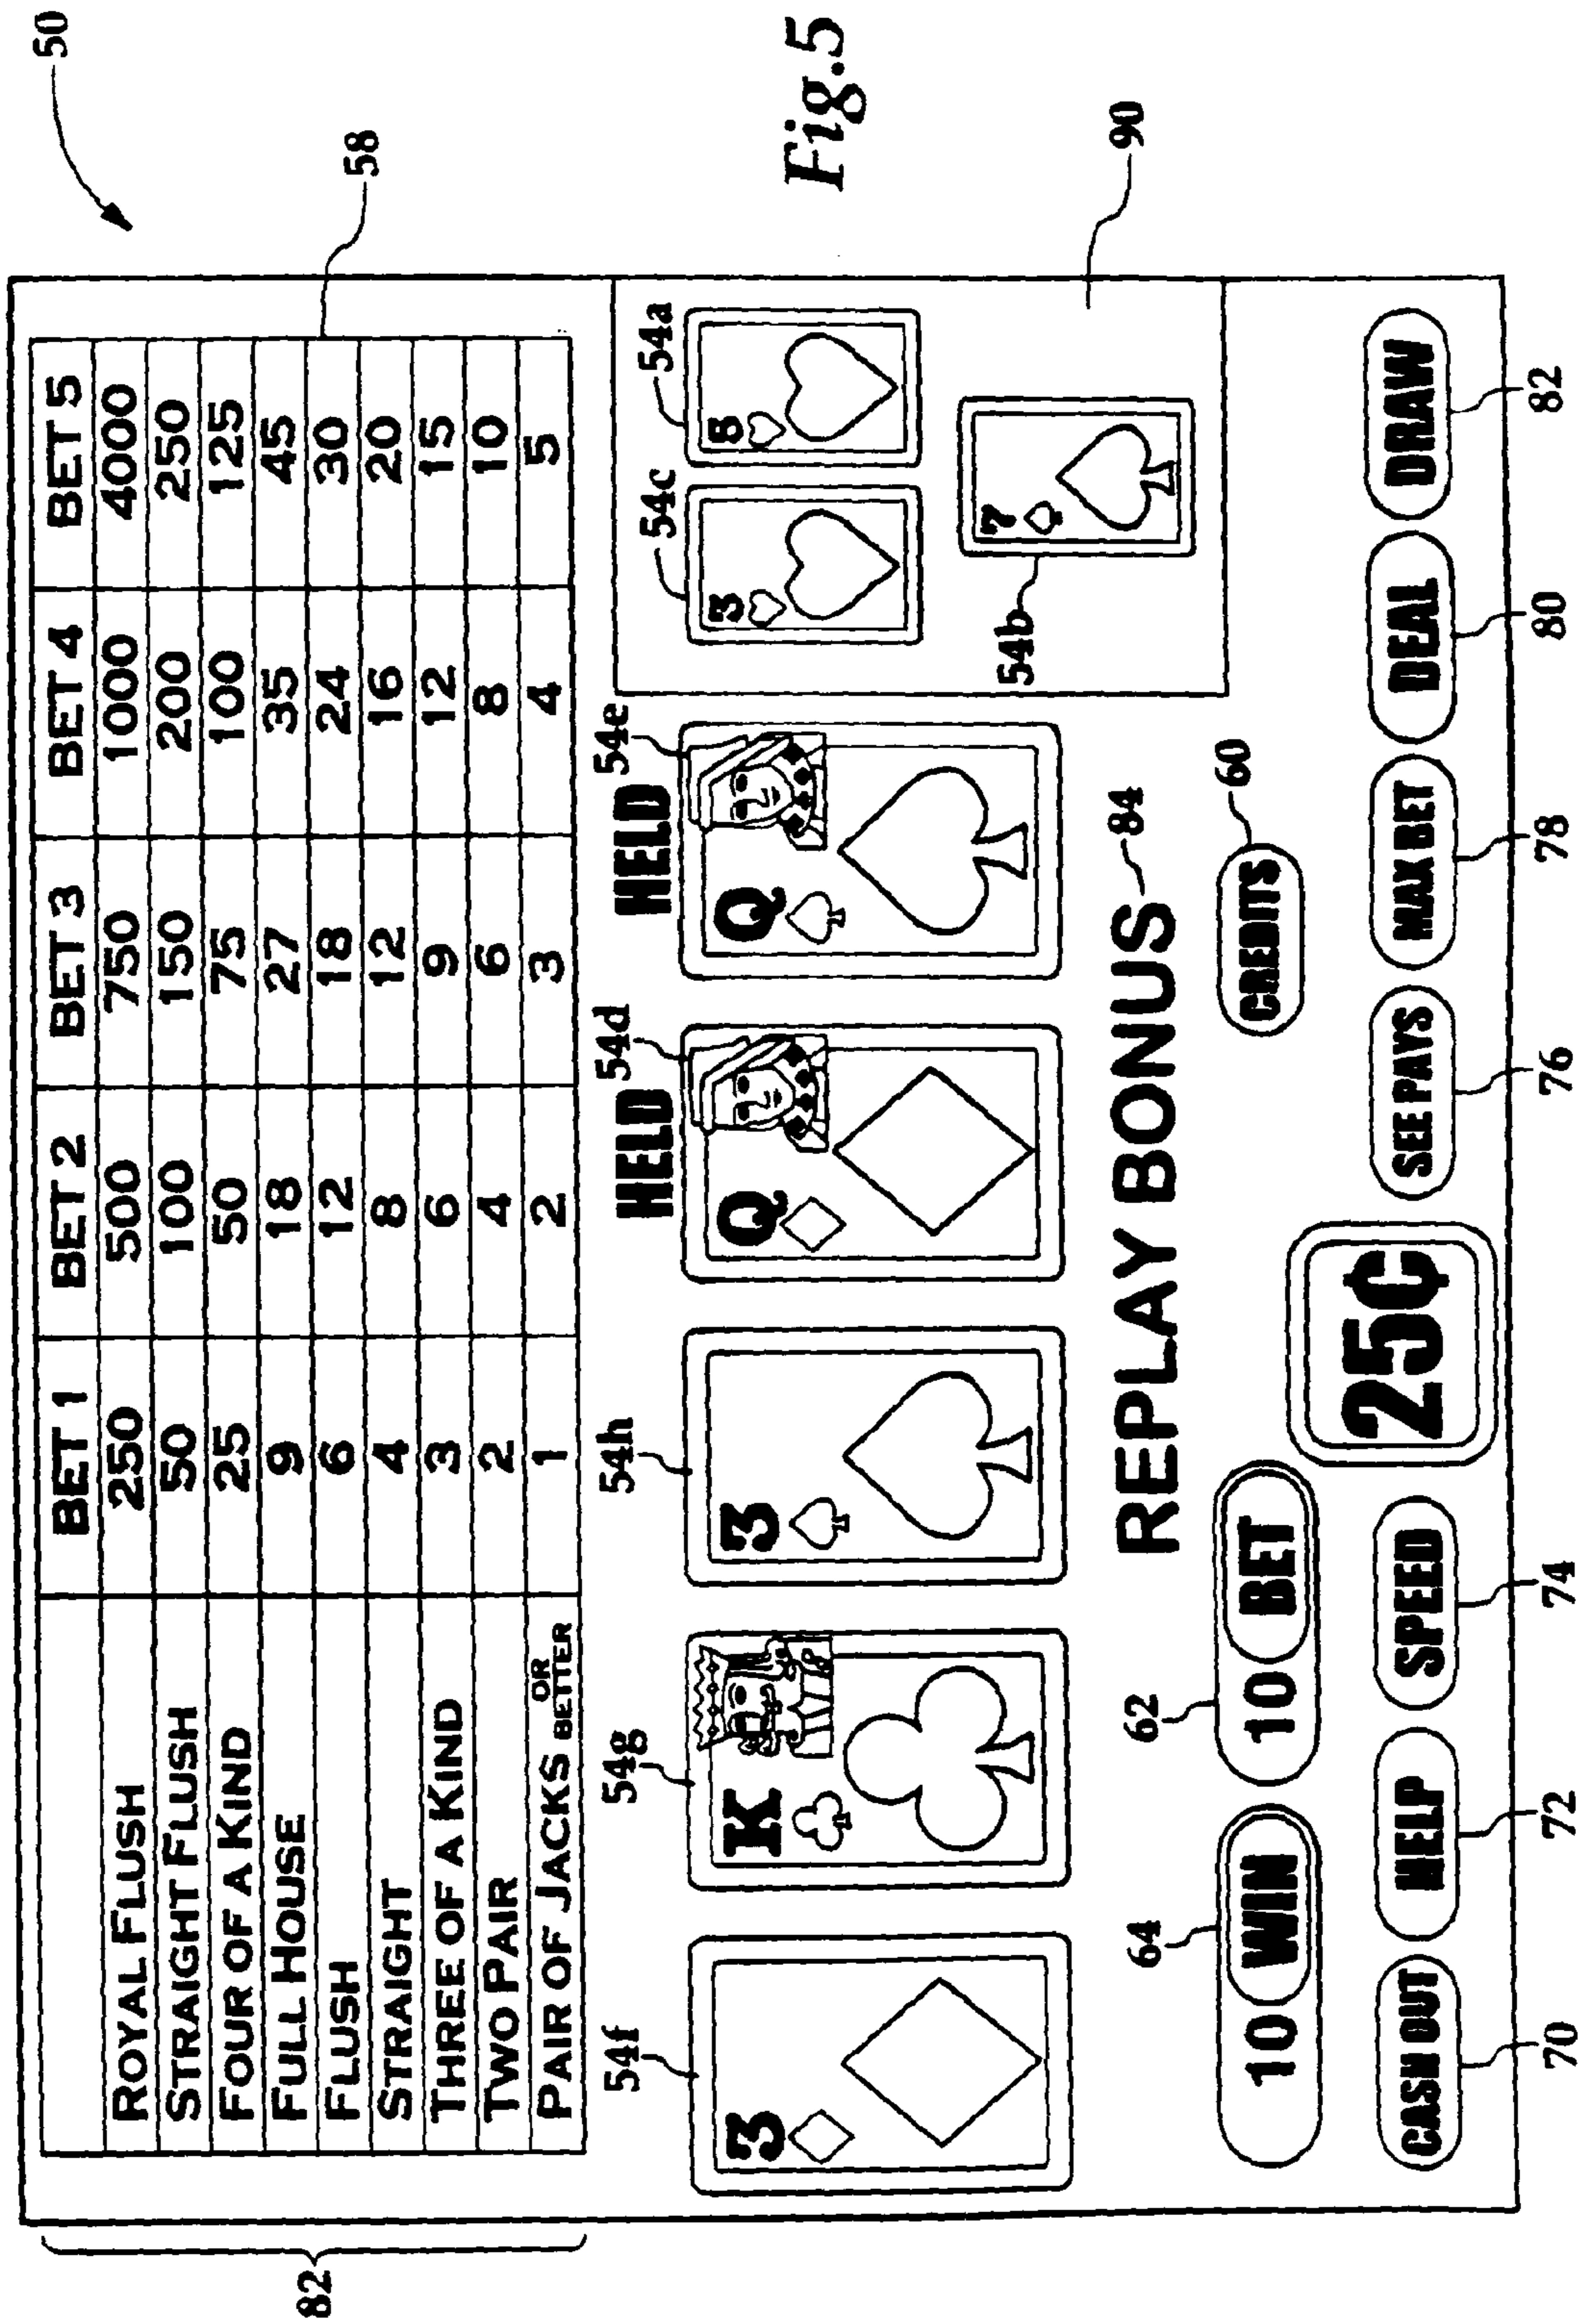 50
58
BET 1 BET 2 BET 3 BET 4 BET 5
ROYAL FLUSH 250 500 750 1000 4000
STRAIGHT FLUSH 50 100 150 200 250
FOUR OF A KIND 25 50 75 100 125
FULL HOUSE 9 18 27 35 45
FLUSH 6 12 18 24 30
STRAIGHT 4 8 12 16 20
THREE OF A KIND 3 6 9 12 15
TWO PAIR 2 4 6 8 10
PAIR OF JACKS OR BETTER 1 2 3 4 5
82
HELD HELD
54f 54g 54h 54d 54e 54c 54a
3 K 3 Q Q 3 5
54b
7
Fig.5
REPLAY BONUS 84
90
64 62 60
10 WIN 10 BET 25¢ CREDITS
CASH OUT HELP SPEED SEE PAYS MAX BET DEAL DRAW
70 72 74 76 78 80 82